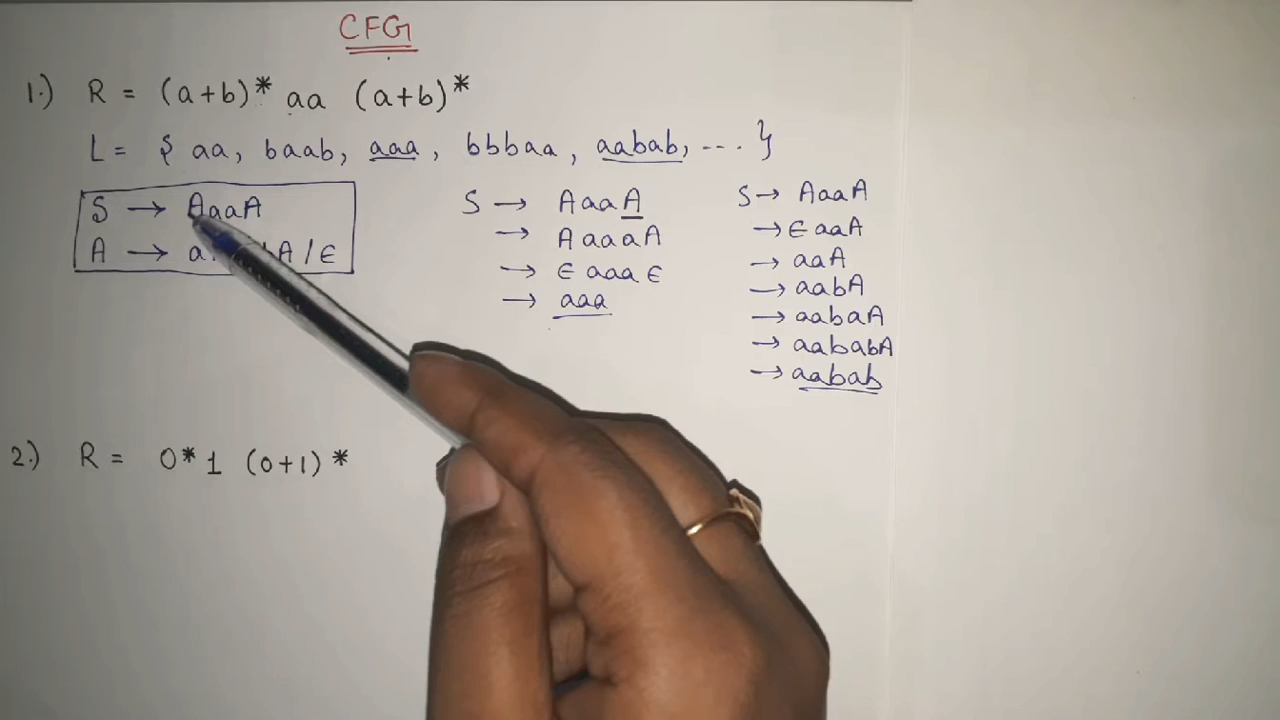 CFG
1.) R = (a+b)* aa (a+b)*
L = { aa, baab, aaa, bbbaa, aabab, ... }
S → AaaA
A → a A / ε
S → AaaA
→ AaaaA
→ ε aaa ε
→ aaa
S → AaaA
→ ε aaA
→ aaA
→ aabA
→ aabaA
→ aababA
→ aabab
2.) R = 0*1 (0+1)*